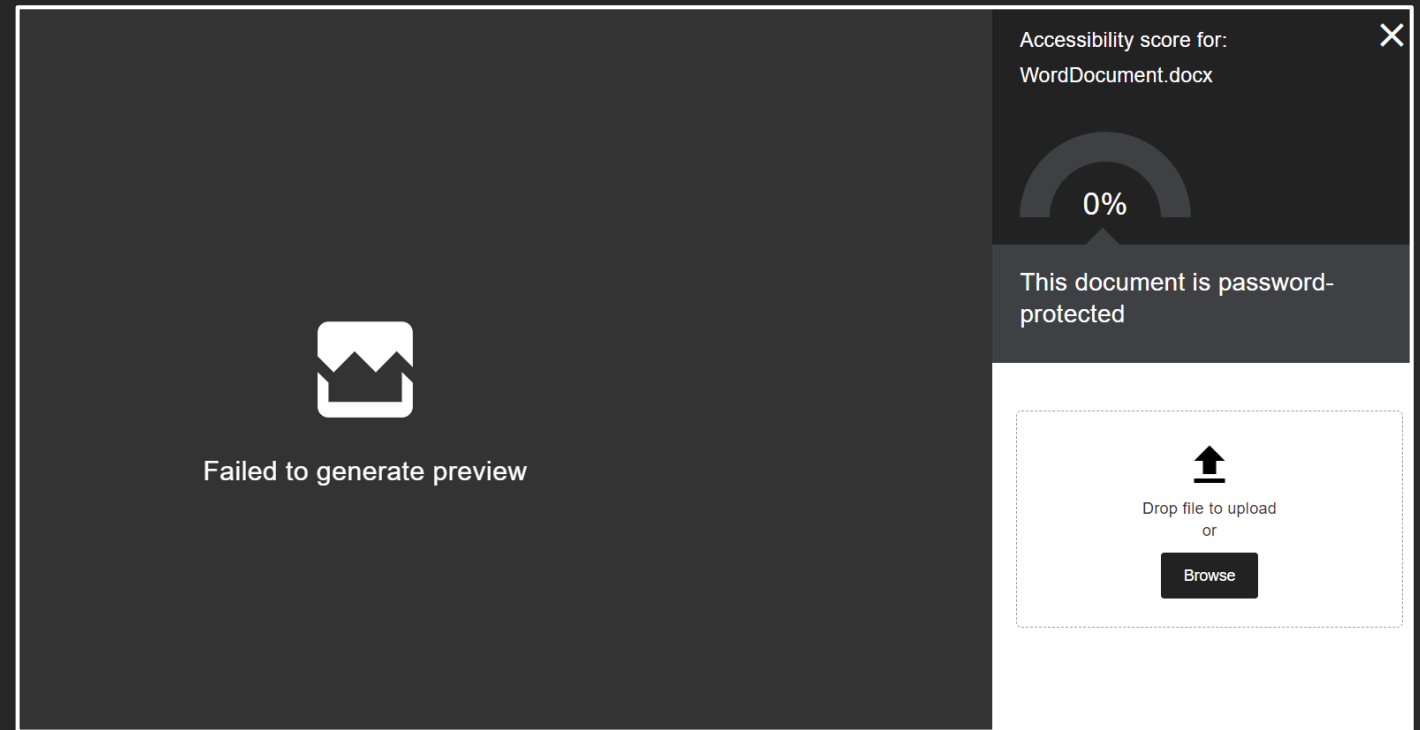 Accessibility score for:
WordDocument.docx
0%
This document is password-
protected
Failed to generate preview
Drop file to upload
or
Browse